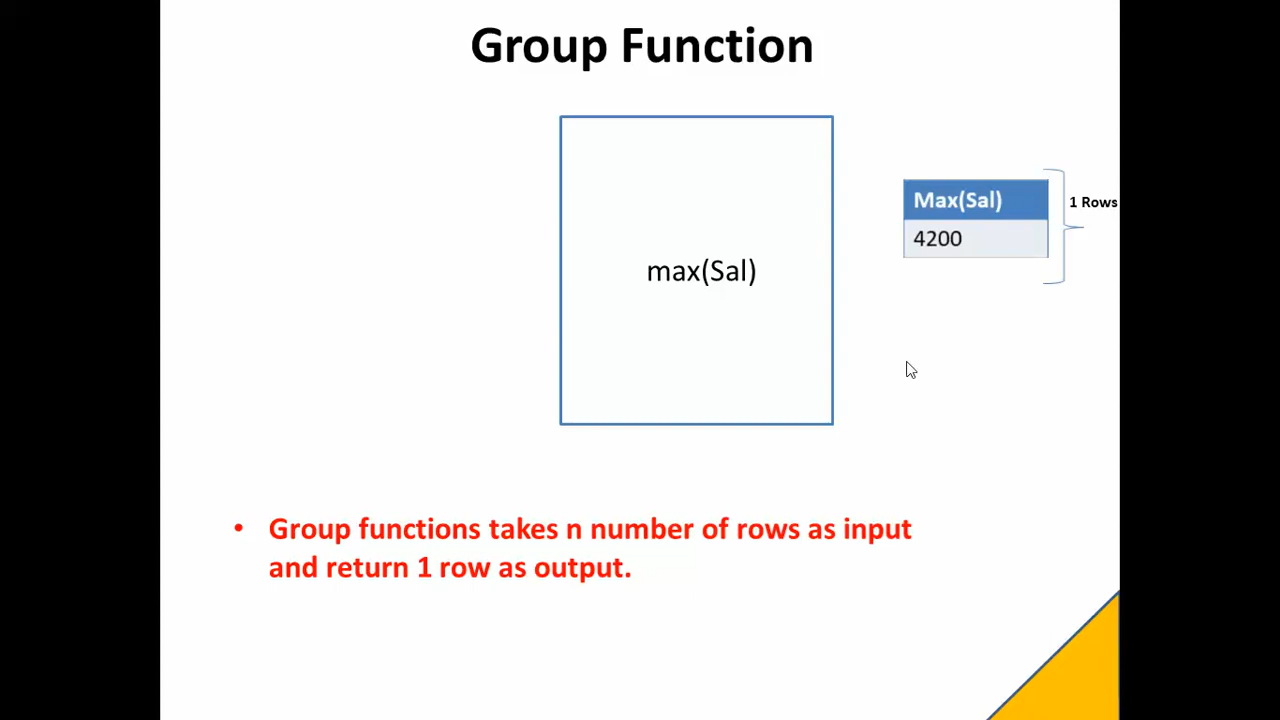 Group Function
max(Sal)
Max(Sal)
4200
1 Rows
• Group functions takes n number of rows as input
and return 1 row as output.